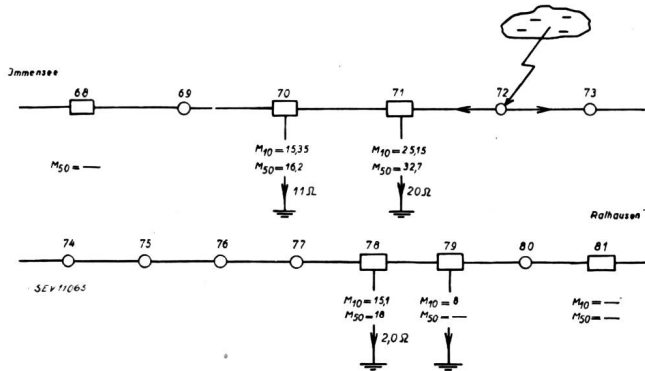 Immensee
68 69 70 71 72 73
M50 = — M10 = 15,35 M10 = 25,15
M50 = 16,2 M50 = 32,7
11 Ω 20 Ω
Rathausen
74 75 76 77 78 79 80 81
SEV 11065
M10 = 15,1 M10 = 8 M10 = —
M50 = 18 M50 = — M50 = —
2,0 Ω